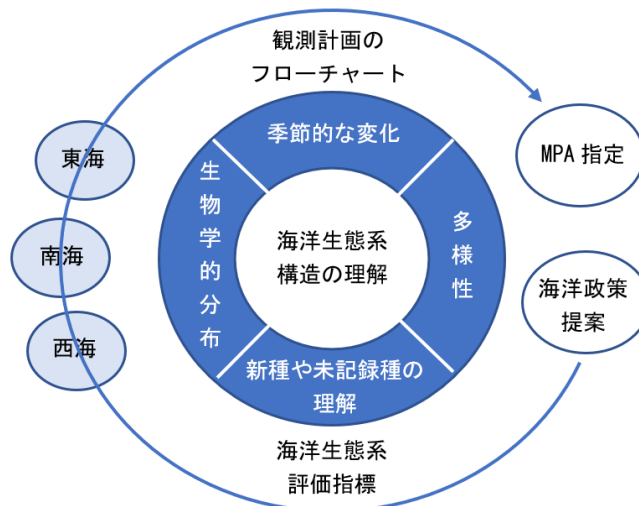 観測計画の
フローチャート
季節的な変化
東海
MPA 指定
生物学的分布
南海
海洋生態系
構造の理解
多様性
海洋政策
提案
西海
新種や未記録種の
理解
海洋生態系
評価指標